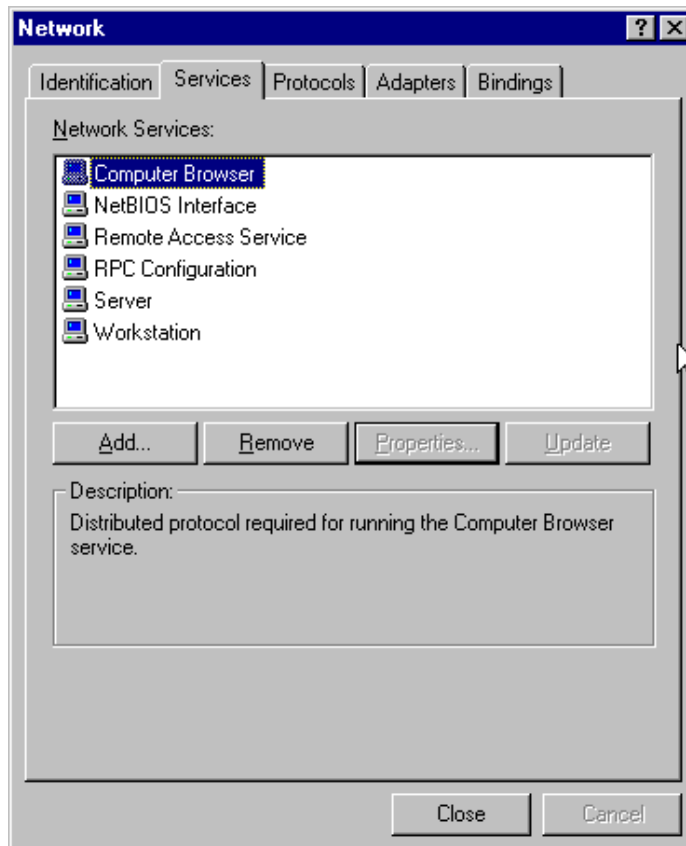 Network
Identification Services Protocols Adapters Bindings
Network Services:
Computer Browser
NetBIOS Interface
Remote Access Service
RPC Configuration
Server
Workstation
Add... Remove Properties... Update
Description:
Distributed protocol required for running the Computer Browser
service.
Close Cancel